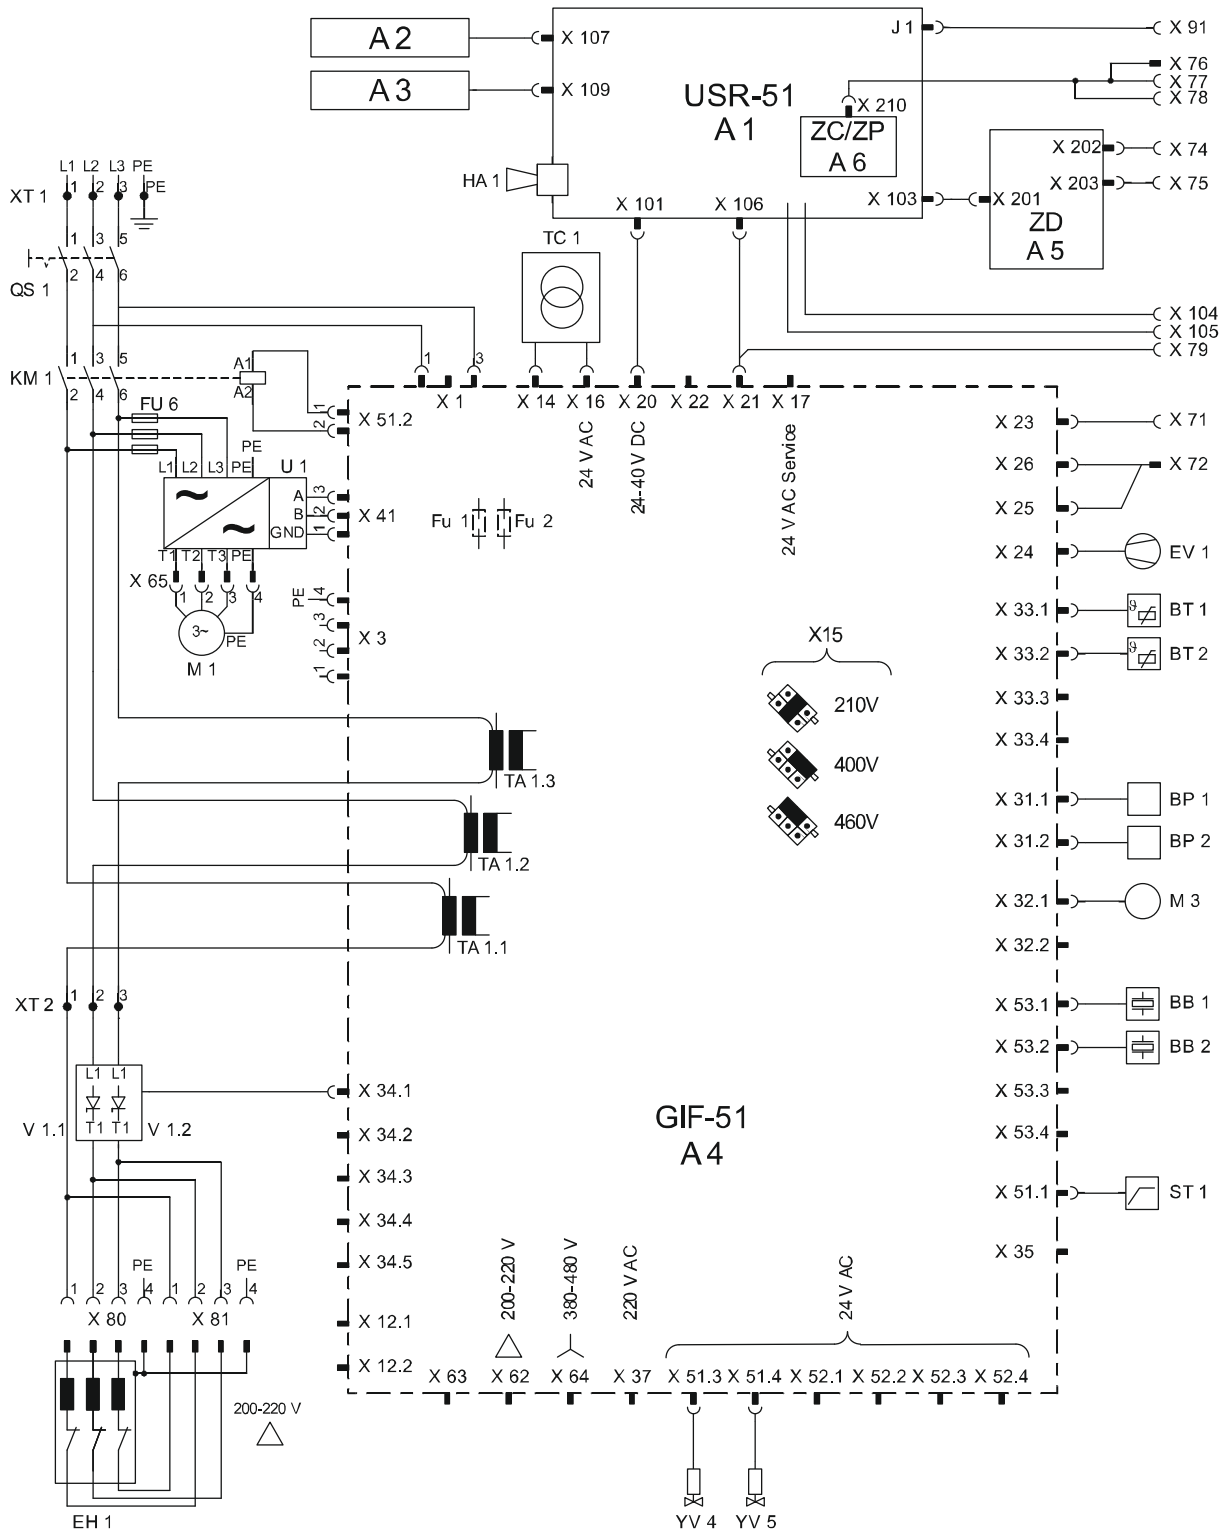 A 2
X 107
J 1
X 91
A 3
X 109
USR-51
A 1
X 76
X 77
X 78
X 210
ZC/ZP
A 6
X 202
X 74
X 203
X 75
X 103
X 201
ZD
A 5
HA 1
X 101
X 106
L1 L2 L3 PE
XT 1
1 2 3 PE
1 3 5
2 4 6
QS 1
TC 1
X 104
X 105
X 79
1 3 5
KM 1
2 4 6
A1
A2
1 3
X 1
X 14
X 16
X 20
X 22
X 21
X 17
24 V AC
24-40 V DC
24 V AC Service
FU 6
1
2
X 51.2
X 23
X 71
X 26
X 72
X 25
L1 L2 L3 PE
U 1
A 3
B 2
GND 1
X 41
Fu 1
Fu 2
X 24
EV 1
T1 T2 T3 PE
X 65
1 2 3 4
3~
PE
M 1
PE 4
3
2
1
X 3
X 33.1
ϑ
BT 1
X 33.2
ϑ
BT 2
X 33.3
X 33.4
X15
210V
400V
460V
TA 1.3
TA 1.2
TA 1.1
X 31.1
BP 1
X 31.2
BP 2
X 32.1
M 3
X 32.2
XT 2
1 2 3
X 53.1
BB 1
X 53.2
BB 2
X 53.3
X 53.4
L1 L1
T1 T1
V 1.1
V 1.2
X 34.1
X 34.2
X 34.3
X 34.4
X 34.5
X 12.1
X 12.2
GIF-51
A 4
X 51.1
ST 1
X 35
PE
PE
1 2 3 4 1 2 3 4
X 80
X 81
200-220 V
380-480 V
220 V AC
24 V AC
X 63
X 62
X 64
X 37
X 51.3
X 51.4
X 52.1
X 52.2
X 52.3
X 52.4
200-220 V
EH 1
YV 4
YV 5